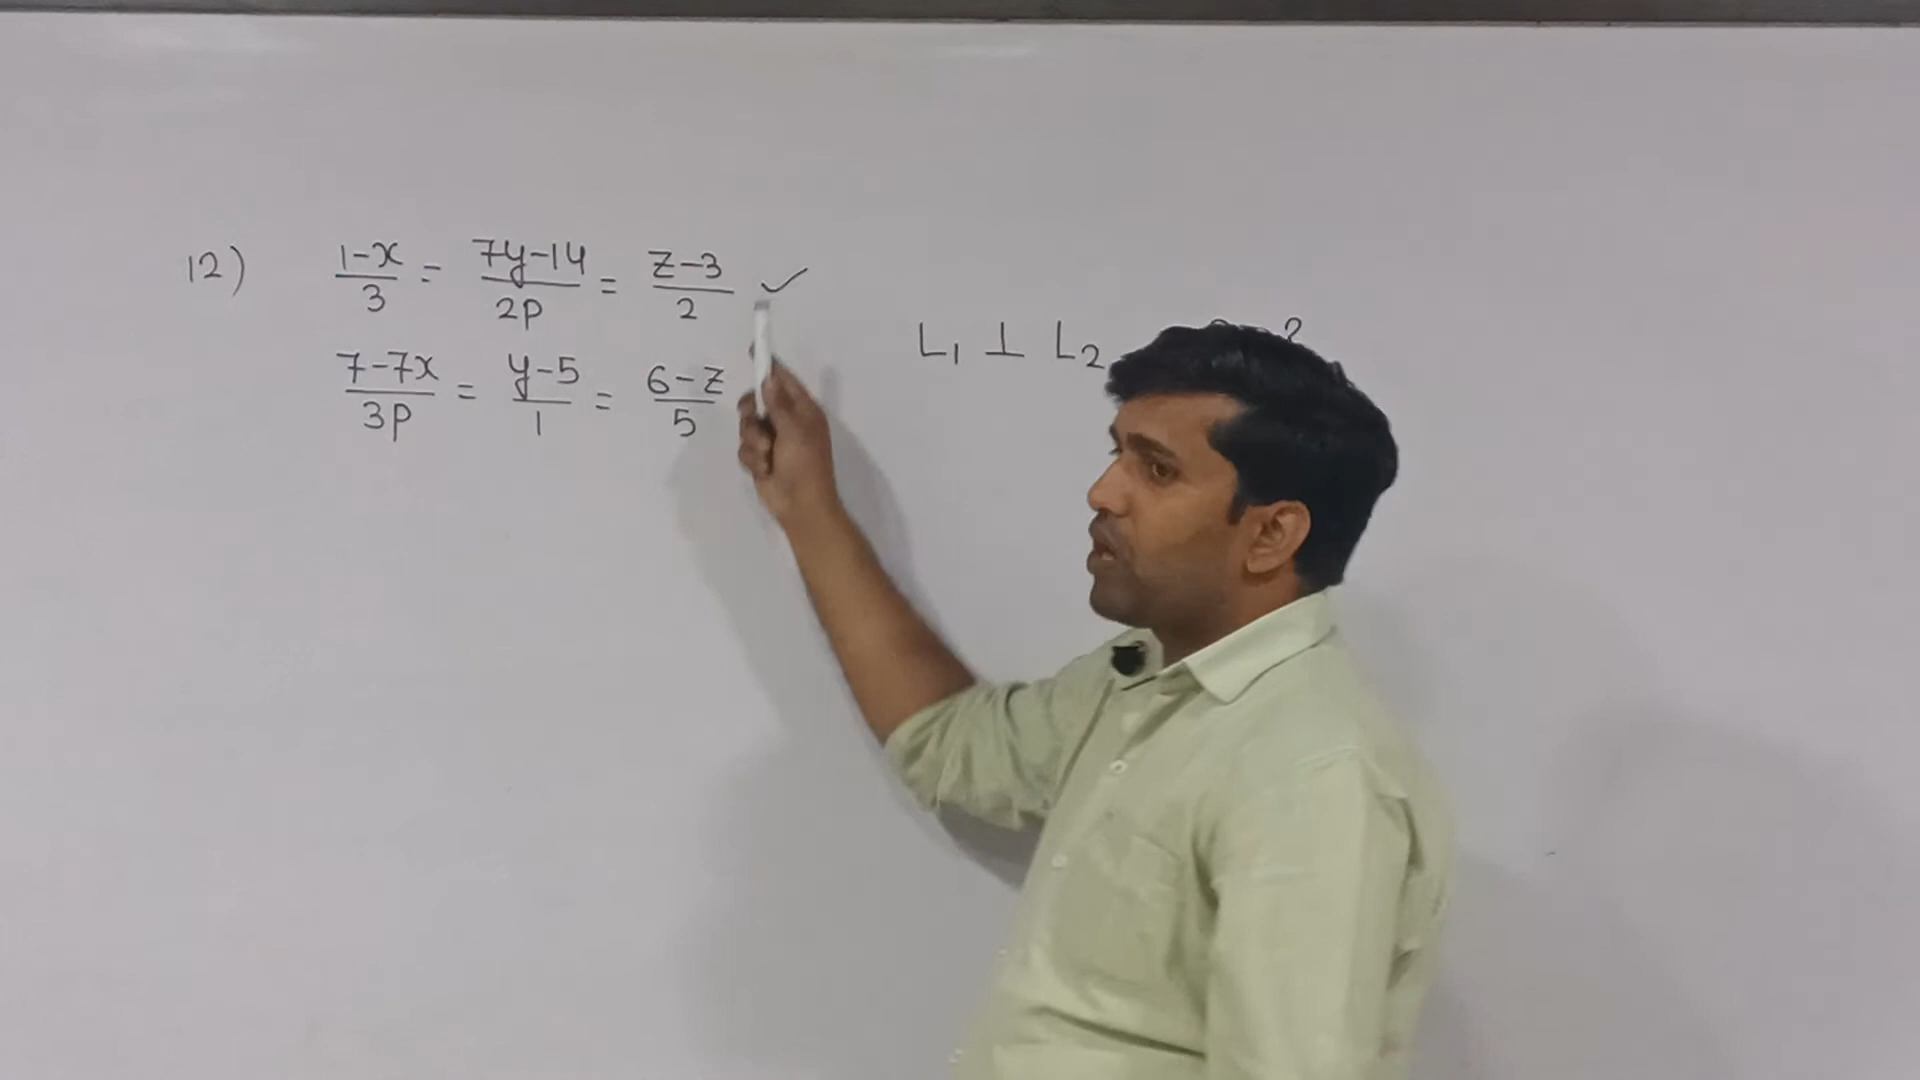 12) (1-x)/3 = (7y-14)/2p = (z-3)/2 ✓
(7-7x)/3p = (y-5)/1 = (6-z)/5
L₁ ⊥ L₂ ?